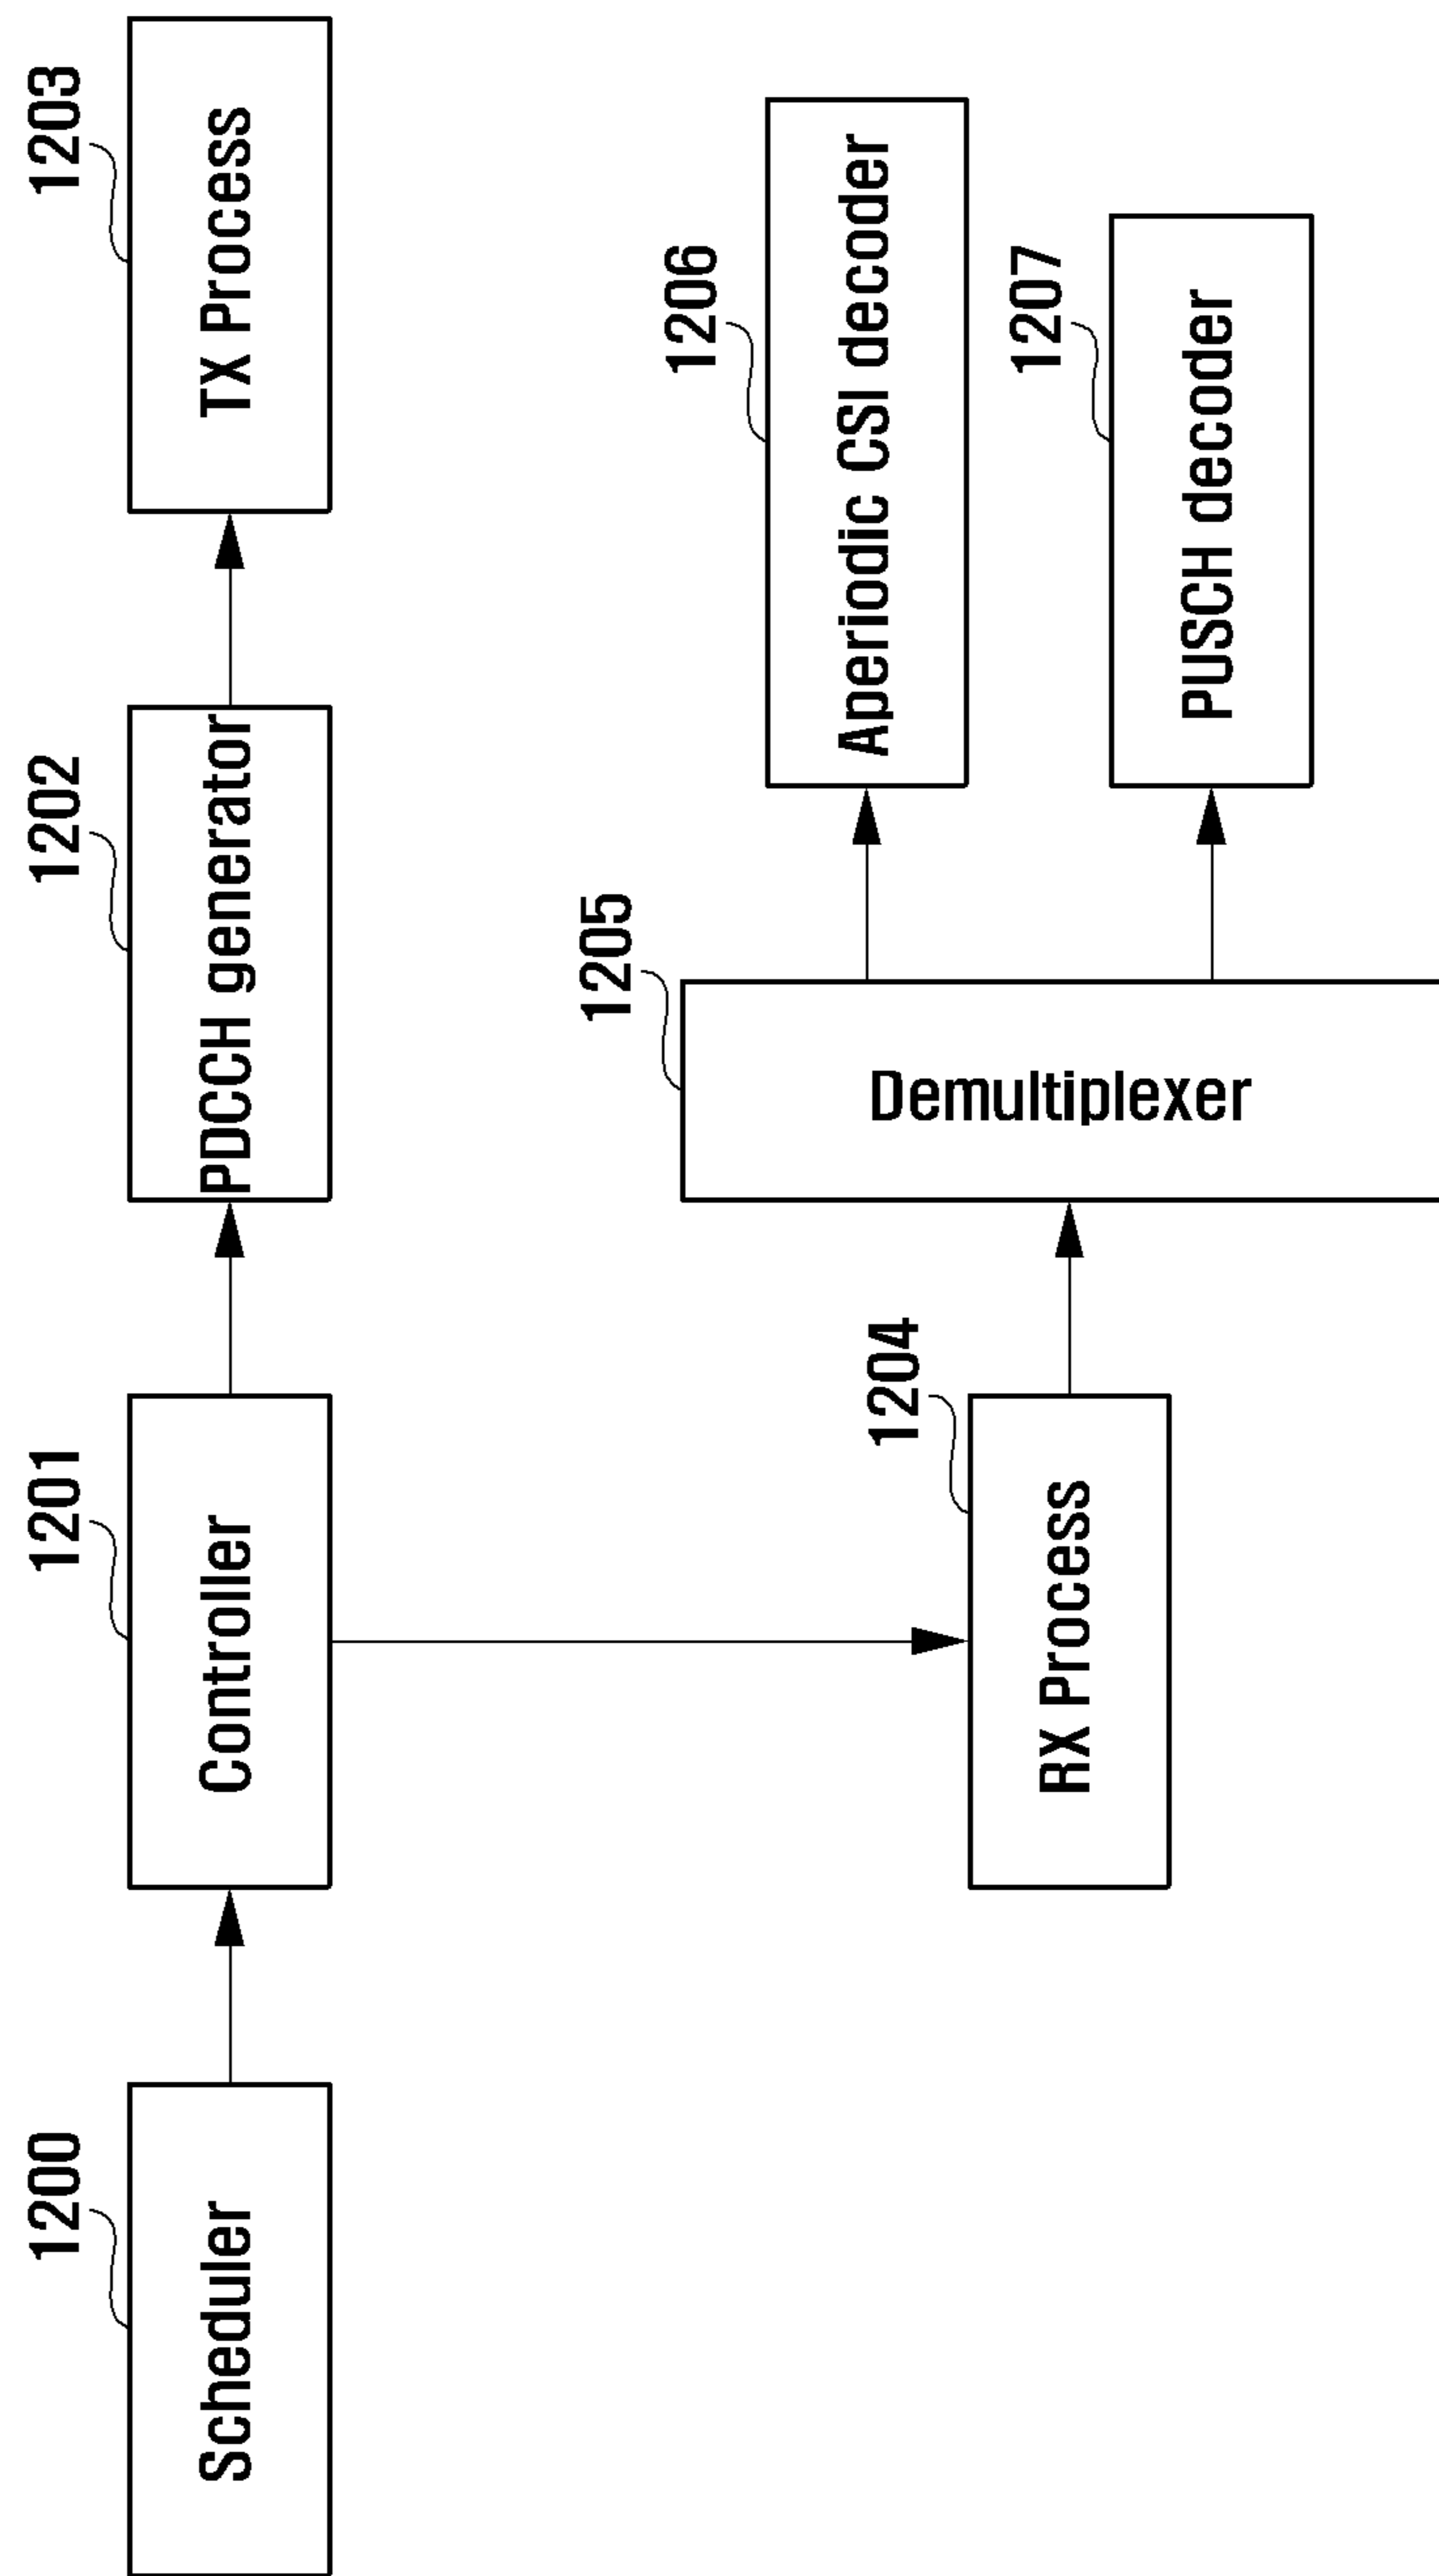 1200
Scheduler
1201
Controller
1202
PDCCH generator
1203
TX Process
1204
RX Process
1205
Demultiplexer
1206
Aperiodic CSI decoder
1207
PUSCH decoder